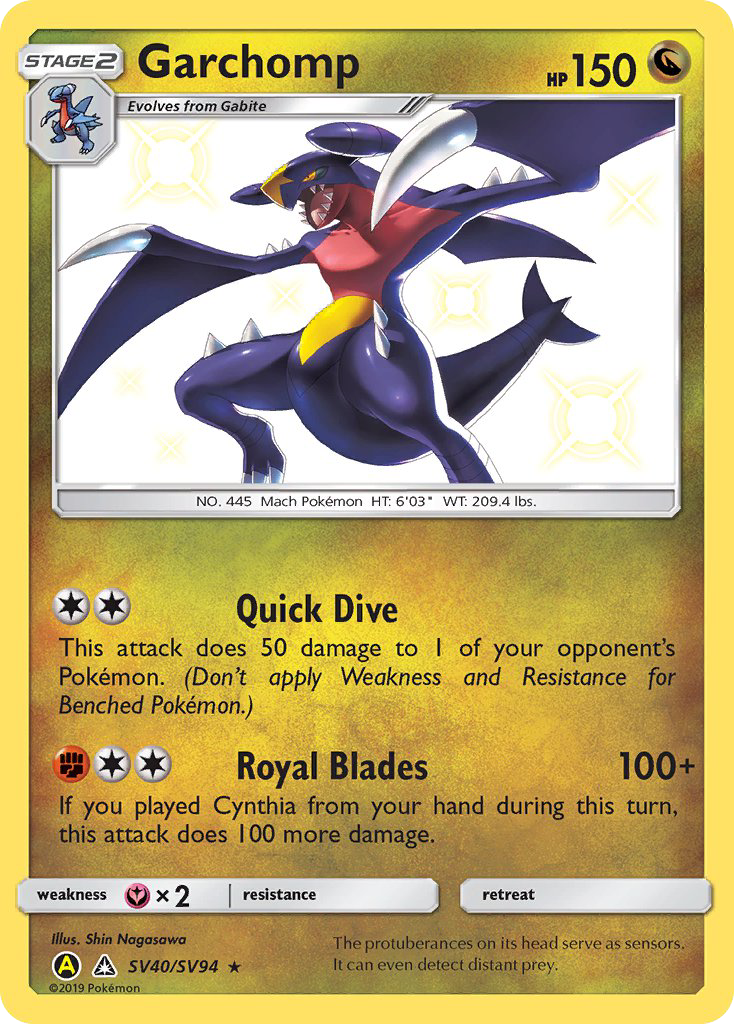 STAGE2
Garchomp
HP 150
Evolves from Gabite
NO. 445 Mach Pokémon HT: 6'03" WT: 209.4 lbs.
Quick Dive
This attack does 50 damage to 1 of your opponent's
Pokémon. (Don't apply Weakness and Resistance for
Benched Pokémon.)
Royal Blades 100+
If you played Cynthia from your hand during this turn,
this attack does 100 more damage.
weakness ×2 resistance retreat
Illus. Shin Nagasawa
A SV40/SV94 ★
©2019 Pokémon
The protuberances on its head serve as sensors.
It can even detect distant prey.